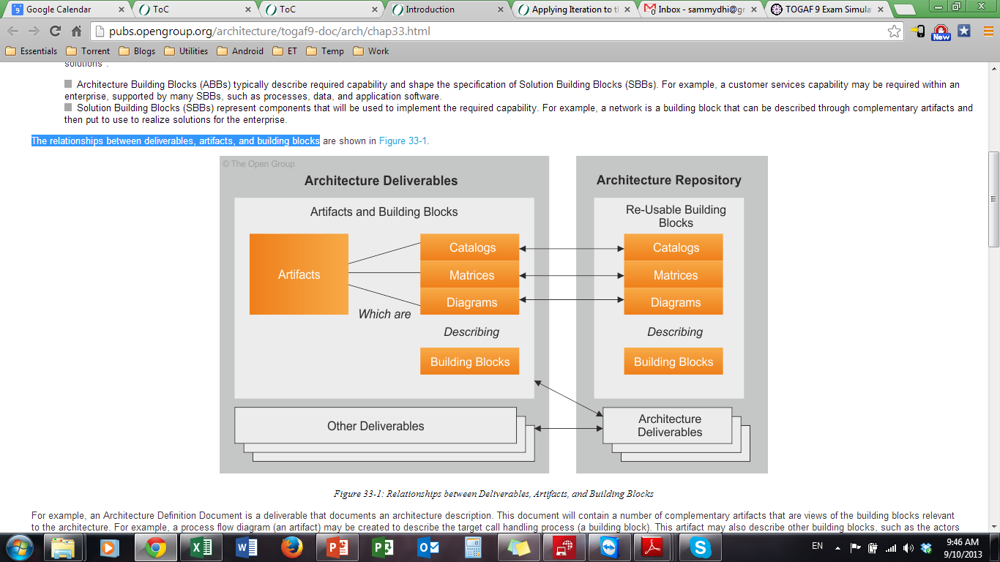 Google Calendar
ToC
ToC
Introduction
Applying Iteration to th
Inbox - sammydhi@gr
TOGAF 9 Exam Simulat
pubs.opengroup.org/architecture/togaf9-doc/arch/chap33.html
New
Essentials Torrent Blogs Utilities Android ET Temp Work
solutions".
Architecture Building Blocks (ABBs) typically describe required capability and shape the specification of Solution Building Blocks (SBBs). For example, a customer services capability may be required within an
enterprise, supported by many SBBs, such as processes, data, and application software.
Solution Building Blocks (SBBs) represent components that will be used to implement the required capability. For example, a network is a building block that can be described through complementary artifacts and
then put to use to realize solutions for the enterprise.
The relationships between deliverables, artifacts, and building blocks are shown in Figure 33-1.
© The Open Group
Architecture Deliverables
Artifacts and Building Blocks
Artifacts
Which are
Catalogs
Matrices
Diagrams
Describing
Building Blocks
Other Deliverables
Architecture Repository
Re-Usable Building
Blocks
Catalogs
Matrices
Diagrams
Describing
Building Blocks
Architecture
Deliverables
Figure 33-1: Relationships between Deliverables, Artifacts, and Building Blocks
For example, an Architecture Definition Document is a deliverable that documents an architecture description. This document will contain a number of complementary artifacts that are views of the building blocks relevant
to the architecture. For example, a process flow diagram (an artifact) may be created to describe the target call handling process (a building block). This artifact may also describe other building blocks, such as the actors
EN
9:46 AM
9/10/2013